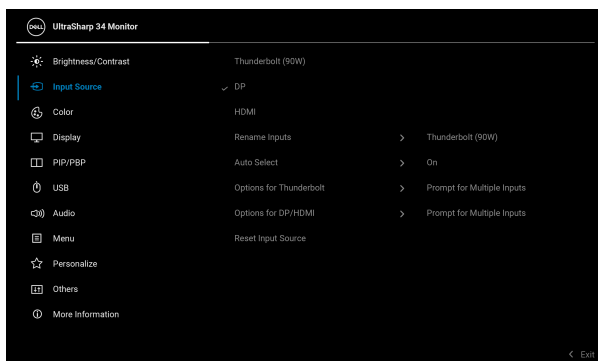 DELL UltraSharp 34 Monitor
Brightness/Contrast Thunderbolt (90W)
Input Source DP
Color HDMI
Display Rename Inputs > Thunderbolt (90W)
PIP/PBP Auto Select > On
USB Options for Thunderbolt > Prompt for Multiple Inputs
Audio Options for DP/HDMI > Prompt for Multiple Inputs
Menu Reset Input Source
Personalize
Others
More Information
< Exit